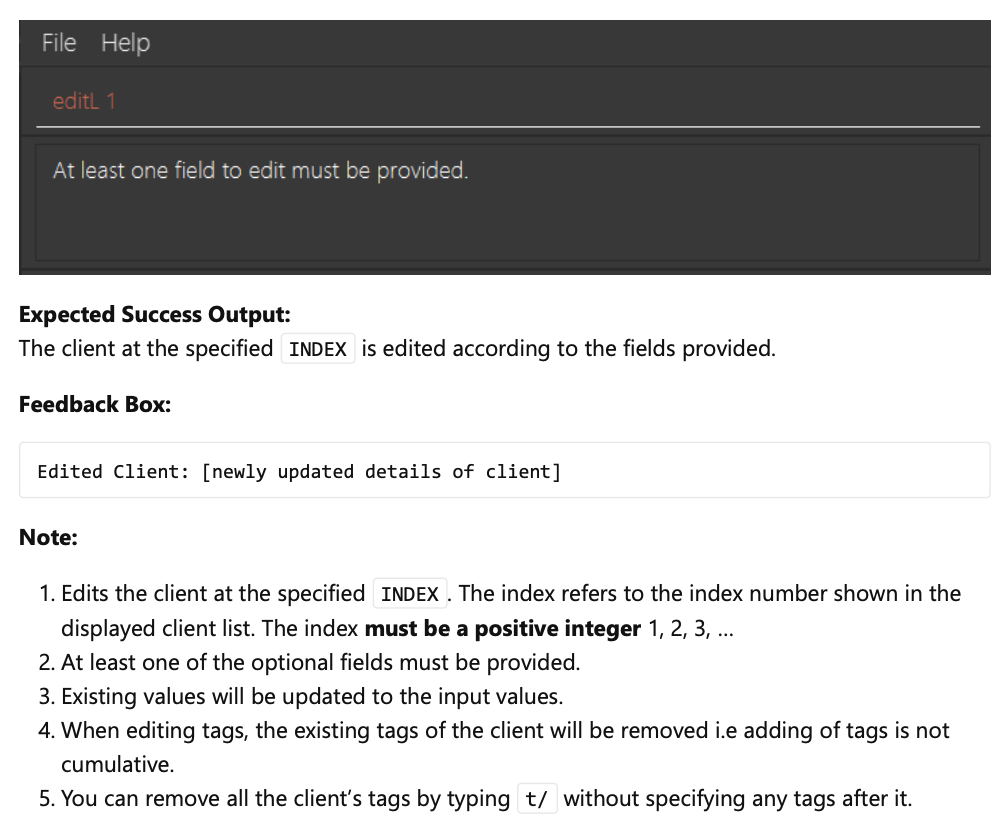 File Help
editL 1
At least one field to edit must be provided.
Expected Success Output:
The client at the specified INDEX is edited according to the fields provided.
Feedback Box:
Edited Client: [newly updated details of client]
Note:
1. Edits the client at the specified INDEX. The index refers to the index number shown in the
displayed client list. The index must be a positive integer 1, 2, 3, …
2. At least one of the optional fields must be provided.
3. Existing values will be updated to the input values.
4. When editing tags, the existing tags of the client will be removed i.e adding of tags is not
cumulative.
5. You can remove all the client’s tags by typing t/ without specifying any tags after it.